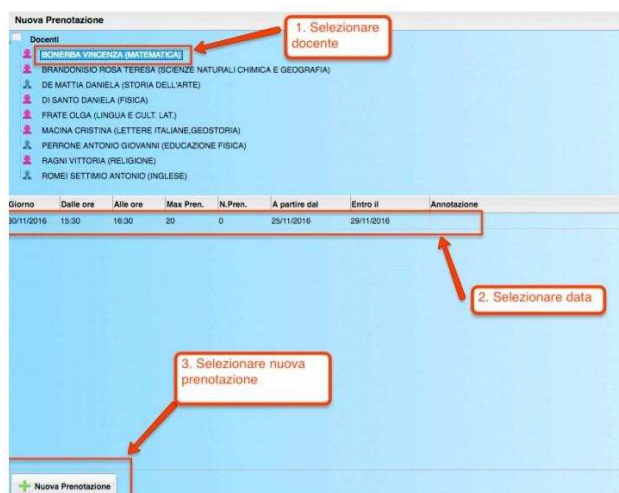 Nuova Prenotazione
1. Selezionare
docente
Docenti
BONERBA VINCENZA (MATEMATICA)
BRANDONISIO ROSA TERESA (SCIENZE NATURALI CHIMICA E GEOGRAFIA)
DE MATTIA DANIELA (STORIA DELL'ARTE)
DI SANTO DANIELA (FISICA)
FRATE OLGA (LINGUA E CULT. LAT.)
MACINA CRISTINA (LETTERE ITALIANE,GEOSTORIA)
PERRONE ANTONIO GIOVANNI (EDUCAZIONE FISICA)
RAGNI VITTORIA (RELIGIONE)
ROMEI SETTIMIO ANTONIO (INGLESE)
Giorno Dalle ore Alle ore Max Pren. N.Pren. A partire dal Entro il Annotazione
30/11/2016 15:30 16:30 20 0 25/11/2016 29/11/2016
2. Selezionare data
3. Selezionare nuova
prenotazione
Nuova Prenotazione